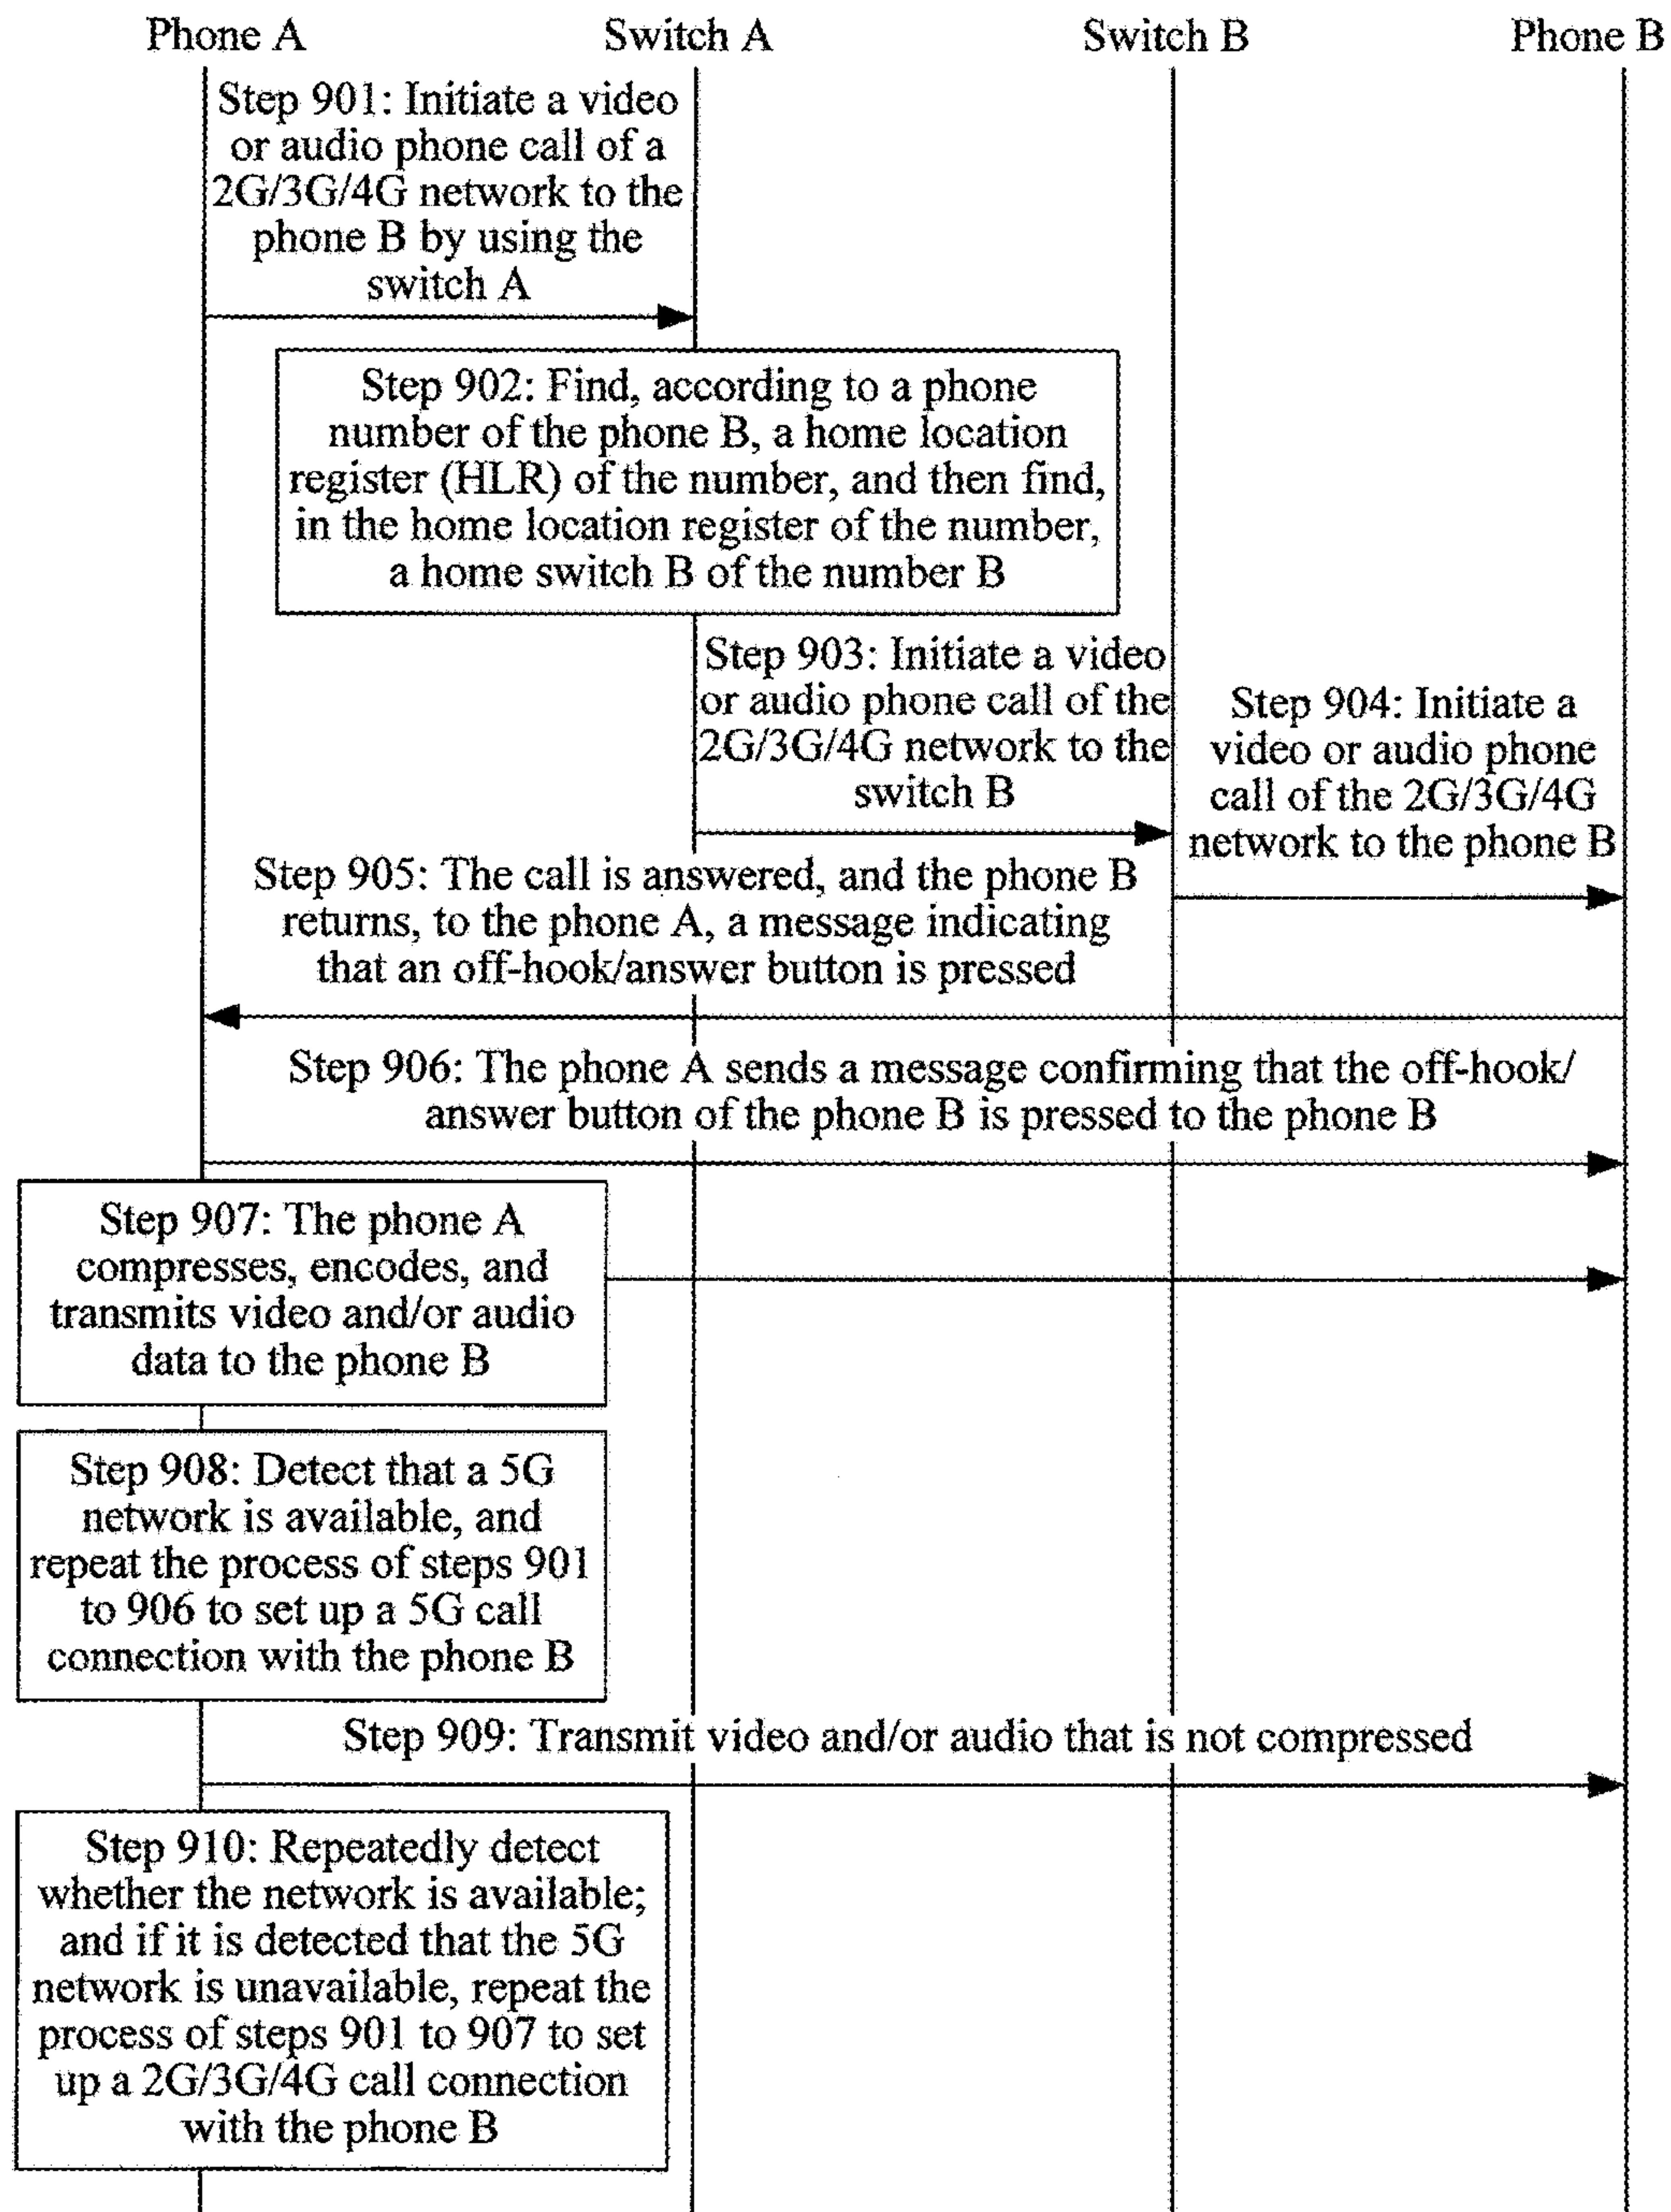 Phone A
Switch A
Switch B
Phone B
Step 901: Initiate a video
or audio phone call of a
2G/3G/4G network to the
phone B by using the
switch A
Step 902: Find, according to a phone
number of the phone B, a home location
register (HLR) of the number, and then find,
in the home location register of the number,
a home switch B of the number B
Step 903: Initiate a video
or audio phone call of the
2G/3G/4G network to the
switch B
Step 904: Initiate a
video or audio phone
call of the 2G/3G/4G
network to the phone B
Step 905: The call is answered, and the phone B
returns, to the phone A, a message indicating
that an off-hook/answer button is pressed
Step 906: The phone A sends a message confirming that the off-hook/
answer button of the phone B is pressed to the phone B
Step 907: The phone A
compresses, encodes, and
transmits video and/or audio
data to the phone B
Step 908: Detect that a 5G
network is available, and
repeat the process of steps 901
to 906 to set up a 5G call
connection with the phone B
Step 909: Transmit video and/or audio that is not compressed
Step 910: Repeatedly detect
whether the network is available;
and if it is detected that the 5G
network is unavailable, repeat the
process of steps 901 to 907 to set
up a 2G/3G/4G call connection
with the phone B